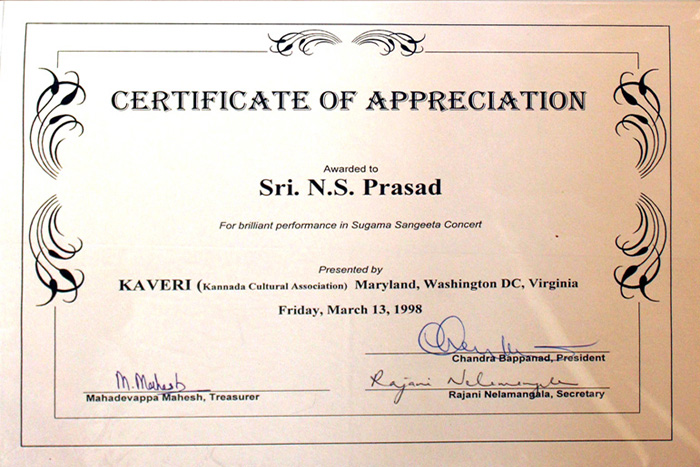 CERTIFICATE OF APPRECIATION
Awarded to
Sri. N.S. Prasad
For brilliant performance in Sugama Sangeeta Concert
Presented by
KAVERI (Kannada Cultural Association) Maryland, Washington DC, Virginia
Friday, March 13, 1998
Chandra Bappanad, President
M. Mahesh
Rajani Nelamangala
Mahadevappa Mahesh, Treasurer
Rajani Nelamangala, Secretary